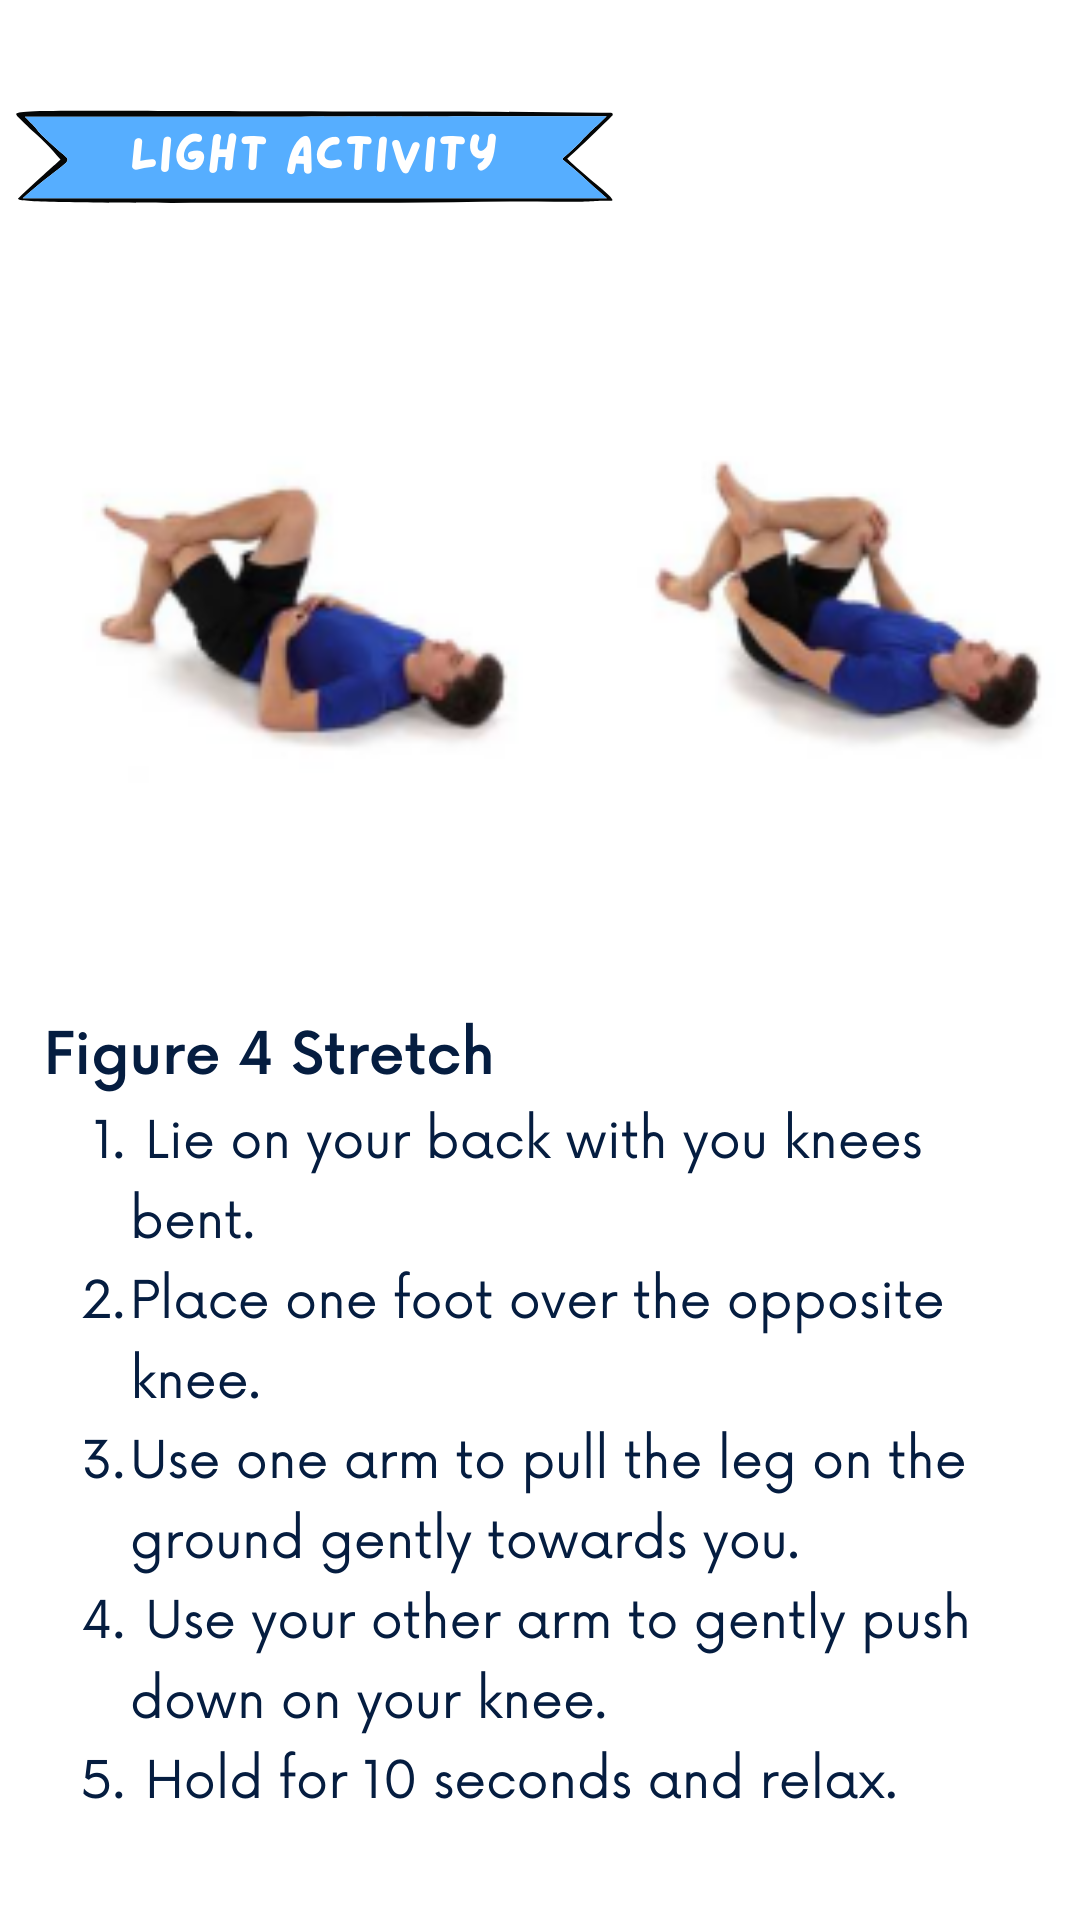 LIGHT ACTIVITY
Figure 4 Stretch
1. Lie on your back with you knees
bent.
2. Place one foot over the opposite
knee.
3. Use one arm to pull the leg on the
ground gently towards you.
4. Use your other arm to gently push
down on your knee.
5. Hold for 10 seconds and relax.